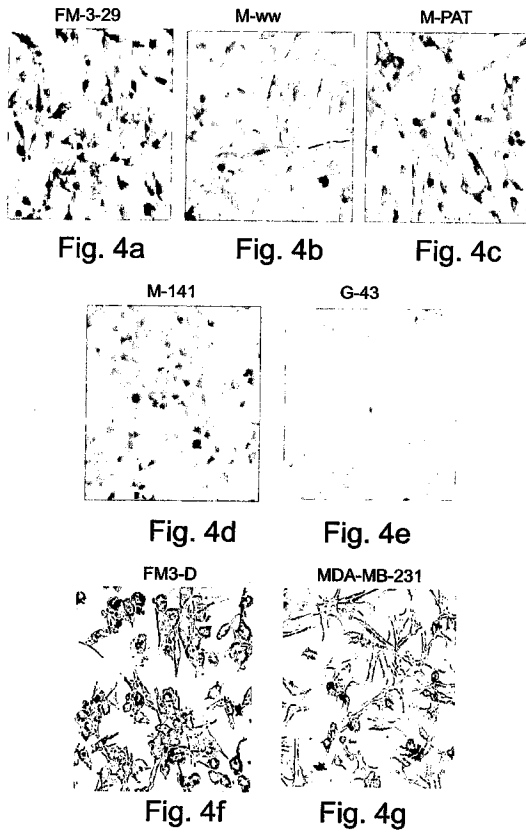 FM-3-29 M-ww M-PAT
Fig. 4a Fig. 4b Fig. 4c
M-141 G-43
Fig. 4d Fig. 4e
FM3-D MDA-MB-231
Fig. 4f Fig. 4g